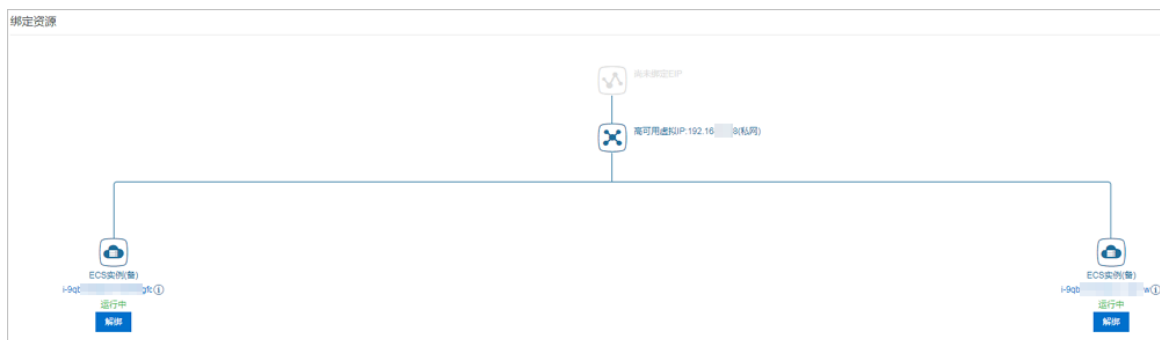 绑定资源
尚未绑定EIP
高可用虚拟IP:192.16 8(私网)
ECS实例(备)
i-9qb gfc
运行中
解绑
ECS实例(备)
i-9qb w
运行中
解绑